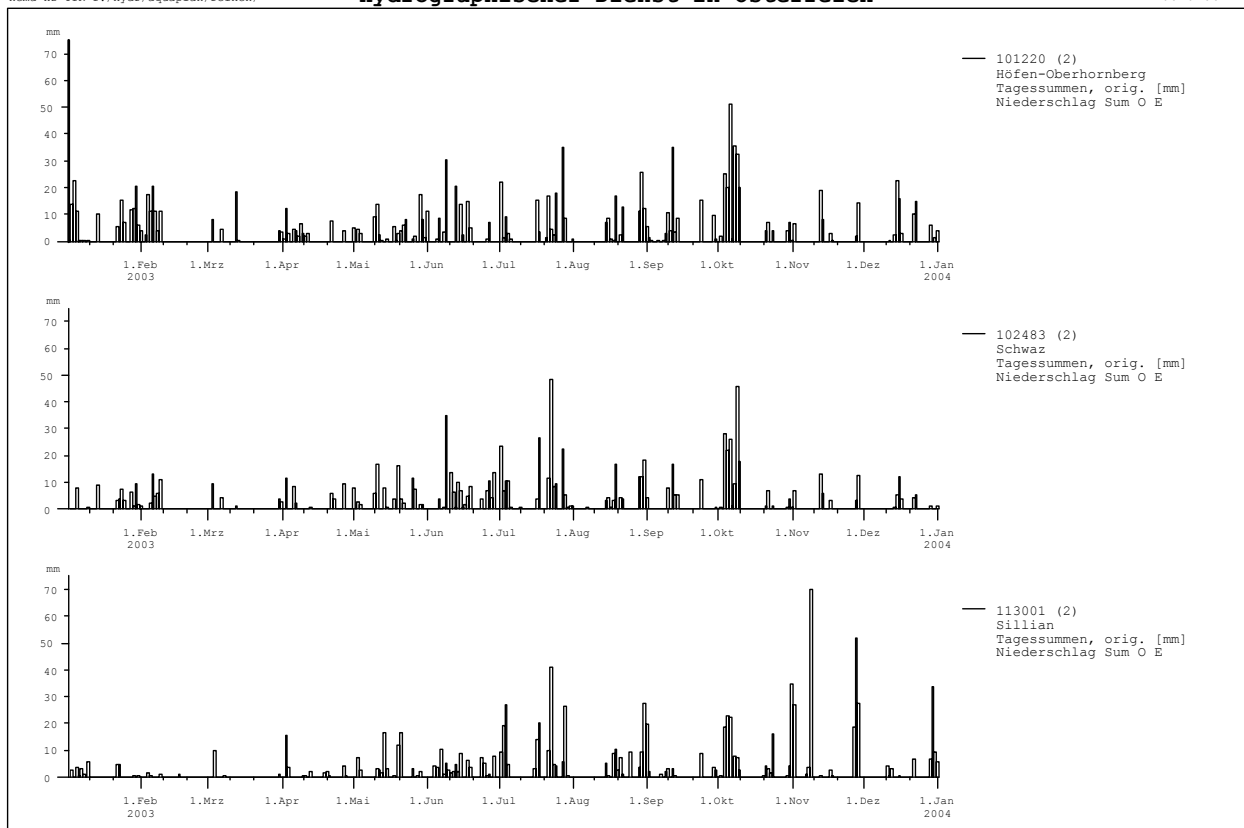 Hydrographischer Dienst in Österreich
mm
70
60
50
40
30
20
10
0
1.Feb 1.Mrz 1.Apr 1.Mai 1.Jun 1.Jul 1.Aug 1.Sep 1.Okt 1.Nov 1.Dez 1.Jan
2003 2004
101220 (2)
Höfen-Oberhornberg
Tagessummen, orig. [mm]
Niederschlag Sum O E
mm
70
60
50
40
30
20
10
0
1.Feb 1.Mrz 1.Apr 1.Mai 1.Jun 1.Jul 1.Aug 1.Sep 1.Okt 1.Nov 1.Dez 1.Jan
2003 2004
102483 (2)
Schwaz
Tagessummen, orig. [mm]
Niederschlag Sum O E
mm
70
60
50
40
30
20
10
0
1.Feb 1.Mrz 1.Apr 1.Mai 1.Jun 1.Jul 1.Aug 1.Sep 1.Okt 1.Nov 1.Dez 1.Jan
2003 2004
113001 (2)
Sillian
Tagessummen, orig. [mm]
Niederschlag Sum O E